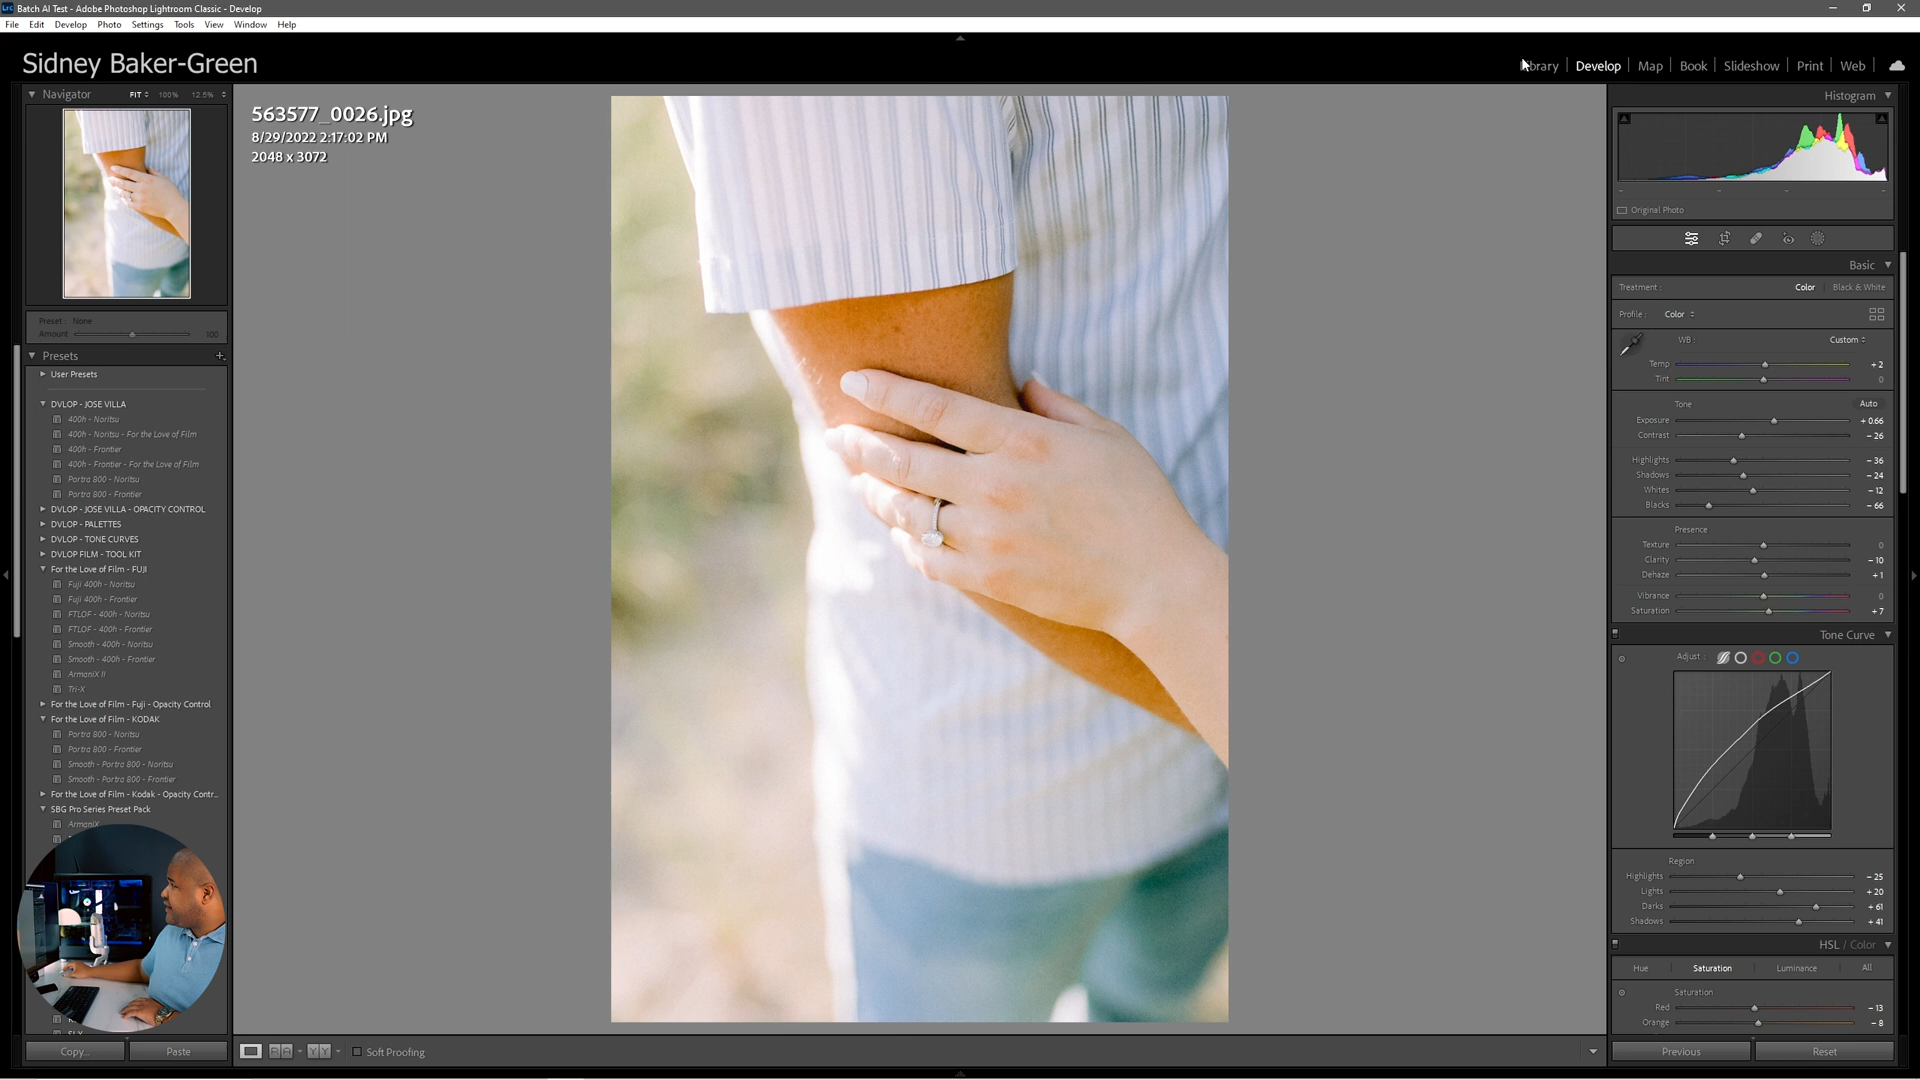 Batch AI Test - Adobe Photoshop Lightroom Classic - Develop
File Edit Develop Photo Settings Tools View Window Help
Sidney Baker-Green
Library Develop Map Book Slideshow Print Web
Navigator FIT 100% 12.5%
Preset: None
Amount 100
Presets
User Presets
DVLOP - JOSE VILLA
400h - Noritsu
400h - Noritsu - For the Love of Film
400h - Frontier
400h - Frontier - For the Love of Film
Portra 800 - Noritsu
Portra 800 - Frontier
DVLOP - JOSE VILLA - OPACITY CONTROL
DVLOP - PALETTES
DVLOP - TONE CURVES
DVLOP FILM - TOOL KIT
For the Love of Film - FUJI
Fuji 400h - Noritsu
Fuji 400h - Frontier
FTLOF - 400h - Noritsu
FTLOF - 400h - Frontier
Smooth - 400h - Noritsu
Smooth - 400h - Frontier
ArmaniX II
Tri-X
For the Love of Film - Fuji - Opacity Control
For the Love of Film - KODAK
Portra 800 - Noritsu
Portra 800 - Frontier
Smooth - Portra 800 - Noritsu
Smooth - Portra 800 - Frontier
For the Love of Film - Kodak - Opacity Contr...
SBG Pro Series Preset Pack
ArmaniX
Copy... Paste
563577_0026.jpg
8/29/2022 2:17:02 PM
2048 x 3072
Soft Proofing
Histogram
Original Photo
Basic
Treatment : Color Black & White
Profile : Color
WB : Custom
Temp + 2
Tint 0
Tone Auto
Exposure + 0.66
Contrast - 26
Highlights - 36
Shadows - 24
Whites - 12
Blacks - 66
Presence
Texture 0
Clarity - 10
Dehaze + 1
Vibrance 0
Saturation + 7
Tone Curve
Adjust :
Region
Highlights - 25
Lights + 20
Darks + 61
Shadows + 41
HSL / Color
Hue Saturation Luminance All
Saturation
Red - 13
Orange - 8
Previous Reset